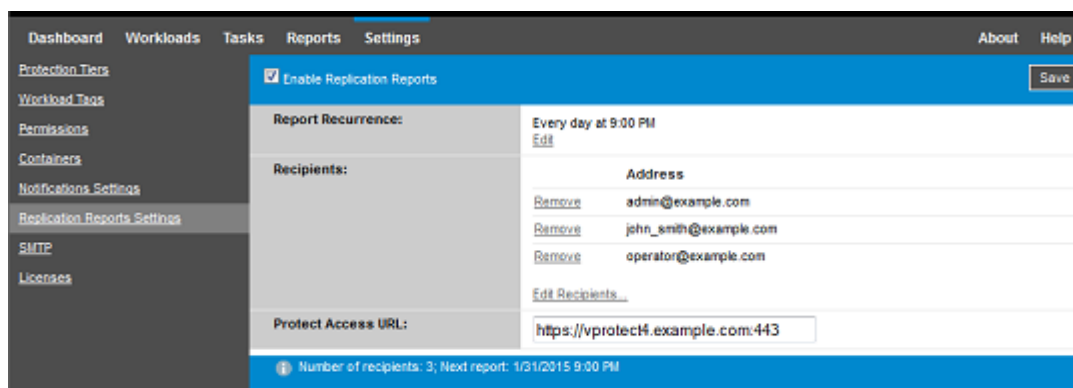 Dashboard Workloads Tasks Reports Settings About Help
Protection Tiers
Workload Tags
Permissions
Containers
Notifications Settings
Replication Reports Settings
SMTP
Licenses
Enable Replication Reports Save
Report Recurrence: Every day at 9:00 PM
Edit
Recipients:
Address
Remove admin@example.com
Remove john_smith@example.com
Remove operator@example.com
Edit Recipients...
Protect Access URL: https://vprotect4.example.com:443
Number of recipients: 3; Next report: 1/31/2015 9:00 PM